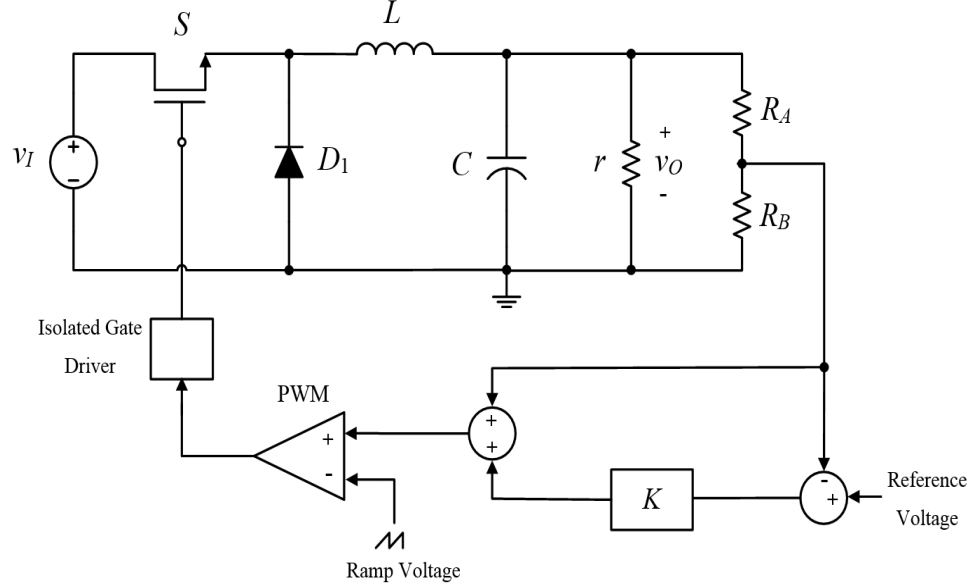 S
L
v_I
+
-
D_1
C
r
+
v_O
-
R_A
R_B
Isolated Gate
Driver
PWM
+
-
+
+
K
-
+
Reference
Voltage
Ramp Voltage